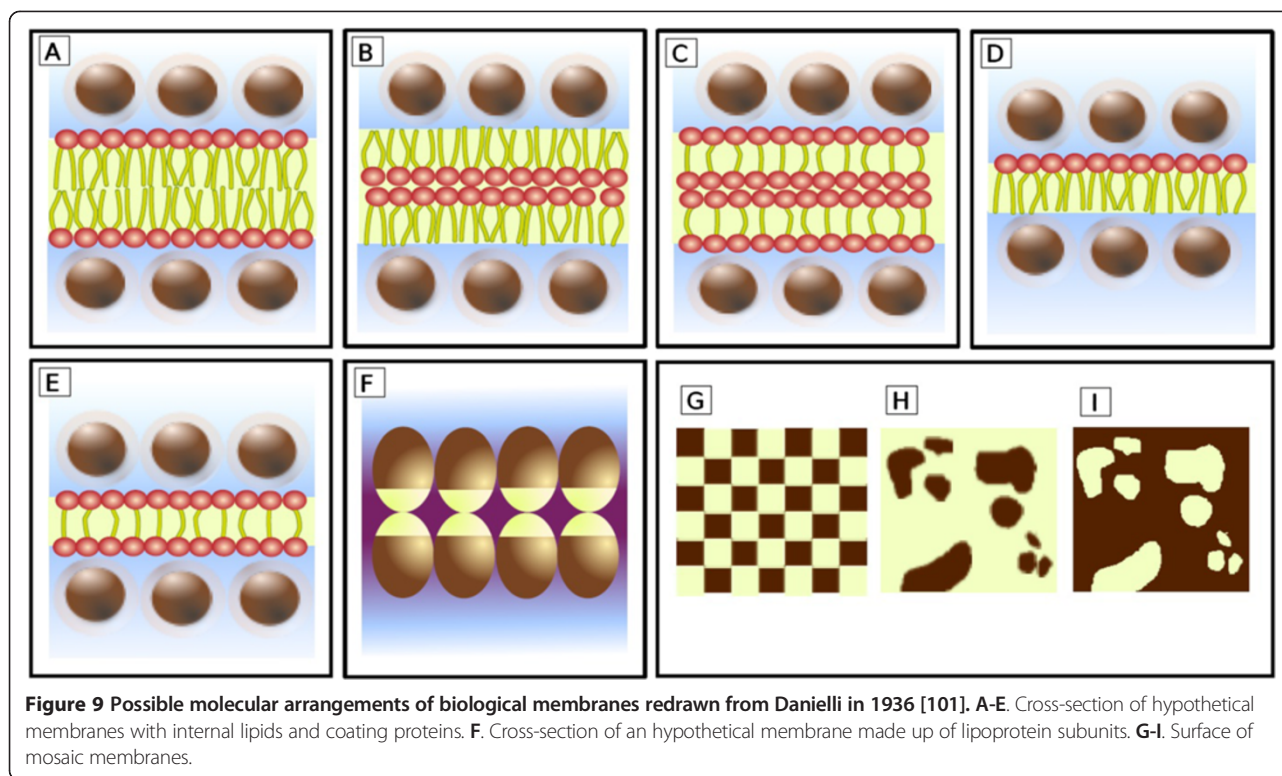 A
B
C
D
E
F
G
H
I
Figure 9 Possible molecular arrangements of biological membranes redrawn from Danielli in 1936 [101]. A-E. Cross-section of hypothetical
membranes with internal lipids and coating proteins. F. Cross-section of an hypothetical membrane made up of lipoprotein subunits. G-I. Surface of
mosaic membranes.